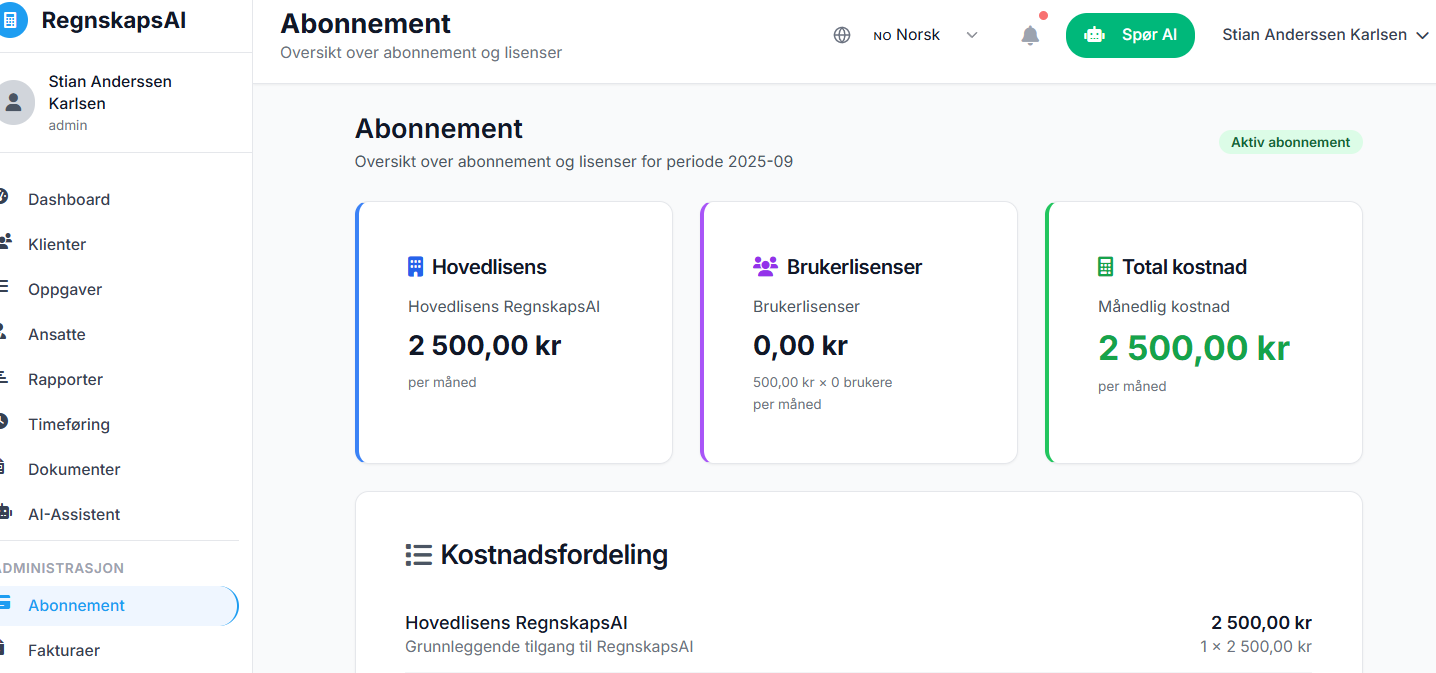 RegnskapsAI
Stian Anderssen
Karlsen
admin
Dashboard
Klienter
Oppgaver
Ansatte
Rapporter
Timeføring
Dokumenter
AI-Assistent
DMINISTRASJON
Abonnement
Fakturaer
Abonnement
Oversikt over abonnement og lisenser
NO Norsk
Spør AI
Stian Anderssen Karlsen
Abonnement
Oversikt over abonnement og lisenser for periode 2025-09
Aktiv abonnement
Hovedlisens
Hovedlisens RegnskapsAI
2 500,00 kr
per måned
Brukerlisenser
Brukerlisenser
0,00 kr
500,00 kr × 0 brukere
per måned
Total kostnad
Månedlig kostnad
2 500,00 kr
per måned
Kostnadsfordeling
Hovedlisens RegnskapsAI
2 500,00 kr
Grunnleggende tilgang til RegnskapsAI
1 × 2 500,00 kr